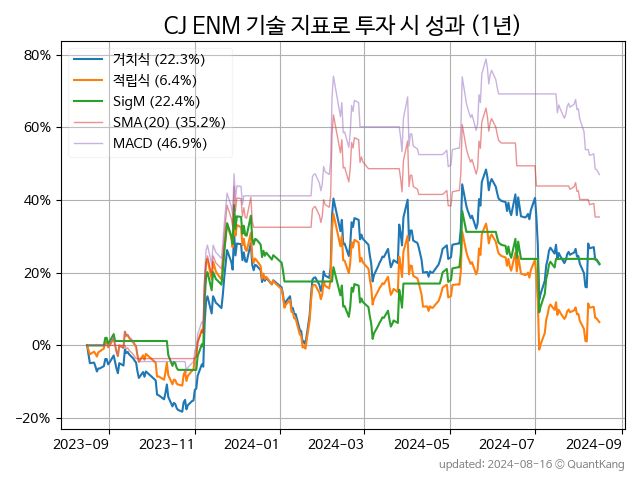 CJ ENM 기술 지표로 투자 시 성과 (1년)
80%
60%
40%
20%
0%
−20%
거치식 (22.3%)
적립식 (6.4%)
SigM (22.4%)
SMA(20) (35.2%)
MACD (46.9%)
2023-09 2023-11 2024-01 2024-03 2024-05 2024-07 2024-09
updated: 2024-08-16 © QuantKang